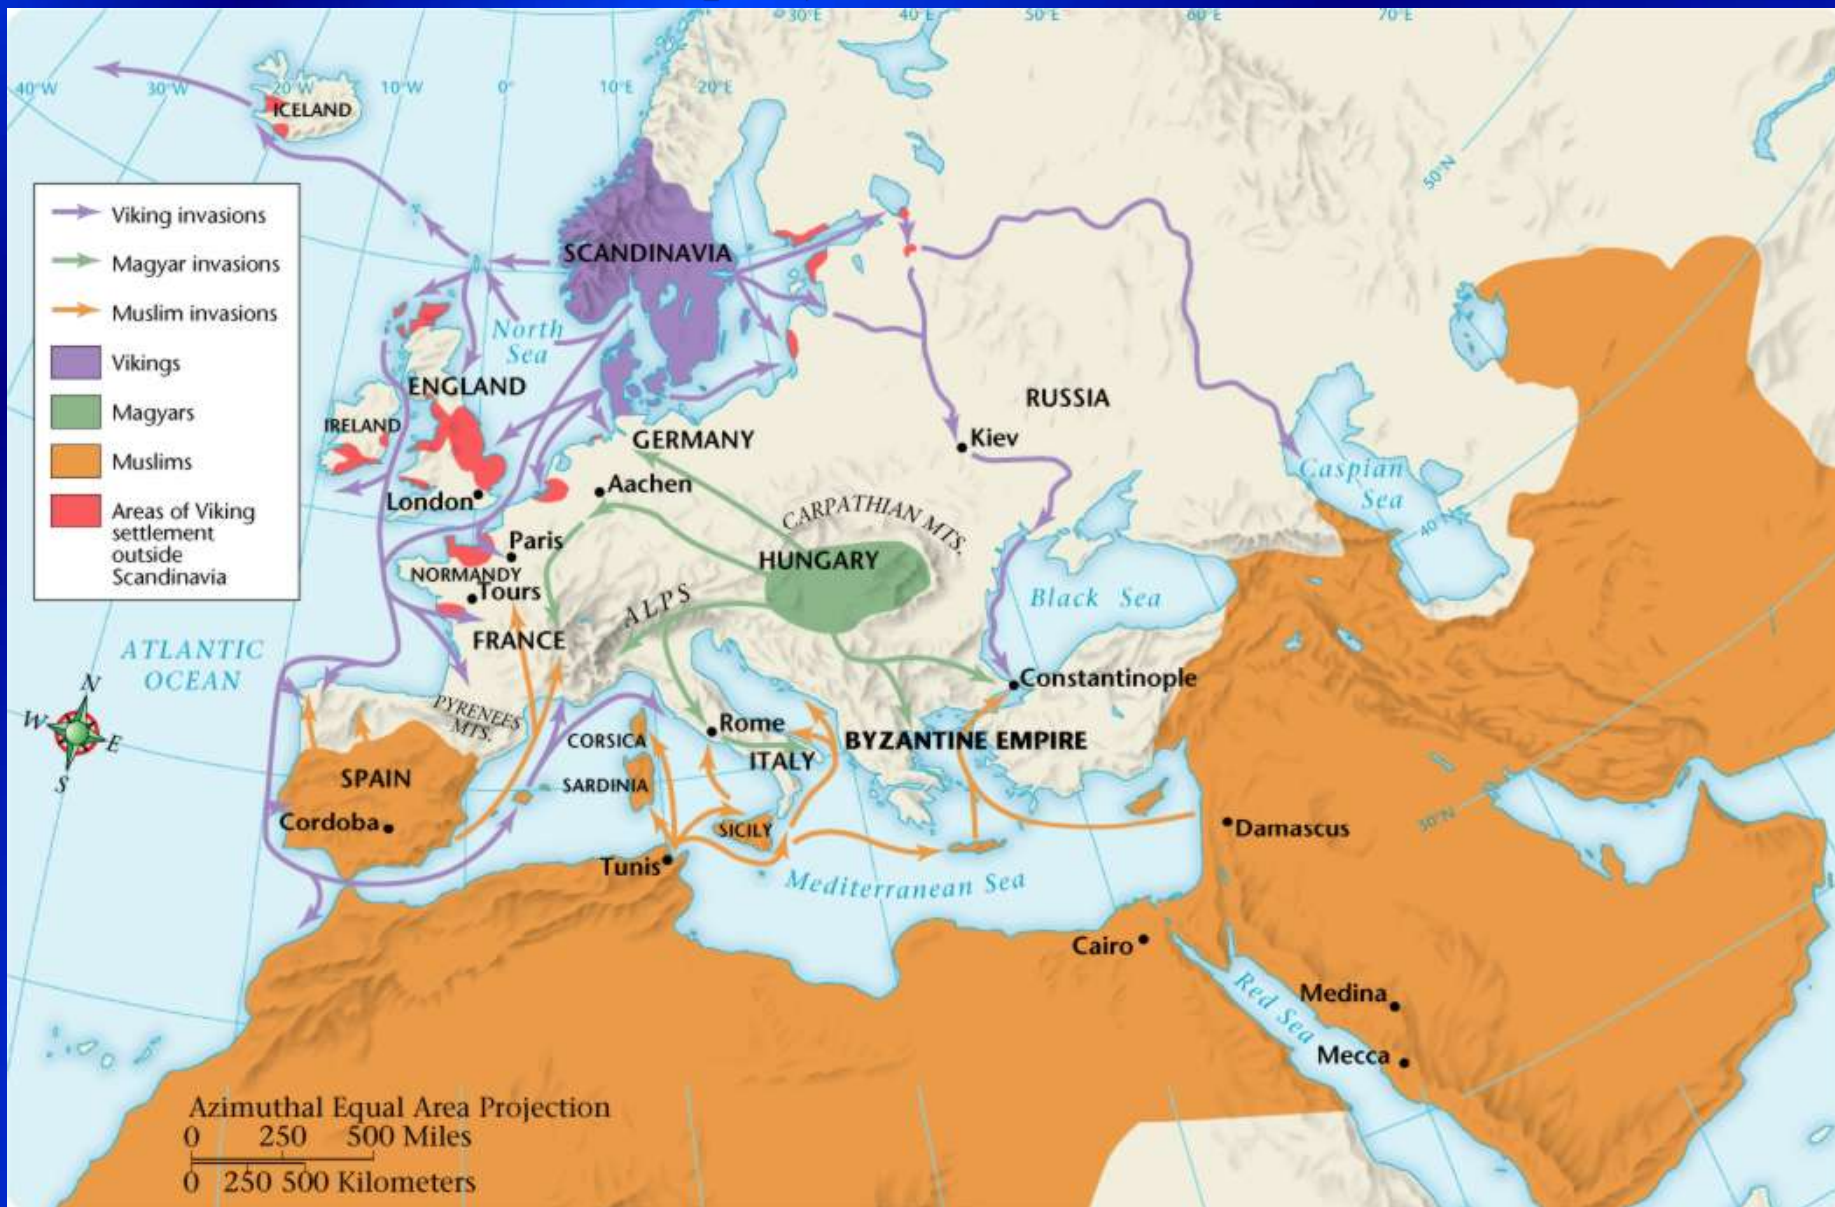 30°E
40°E
50°E
60°E
70°E
40°W
30°W
20°W
10°W
0°
10°E
20°E
ICELAND
50°N
Viking invasions
Magyar invasions
Muslim invasions
Vikings
Magyars
Muslims
Areas of Viking
settlement
outside
Scandinavia
SCANDINAVIA
North
Sea
ENGLAND
IRELAND
RUSSIA
GERMANY
Kiev
London
Aachen
Caspian
Sea
CARPATHIAN MTS.
40°N
Paris
HUNGARY
NORMANDY
Tours
ALPS
Black Sea
FRANCE
ATLANTIC
OCEAN
N
W
E
S
Constantinople
PYRENEES
MTS.
Rome
CORSICA
BYZANTINE EMPIRE
ITALY
SPAIN
SARDINIA
Cordoba
SICILY
30°N
Damascus
Tunis
Mediterranean Sea
Cairo
Red Sea
Medina
Mecca
Azimuthal Equal Area Projection
0 250 500 Miles
0 250 500 Kilometers